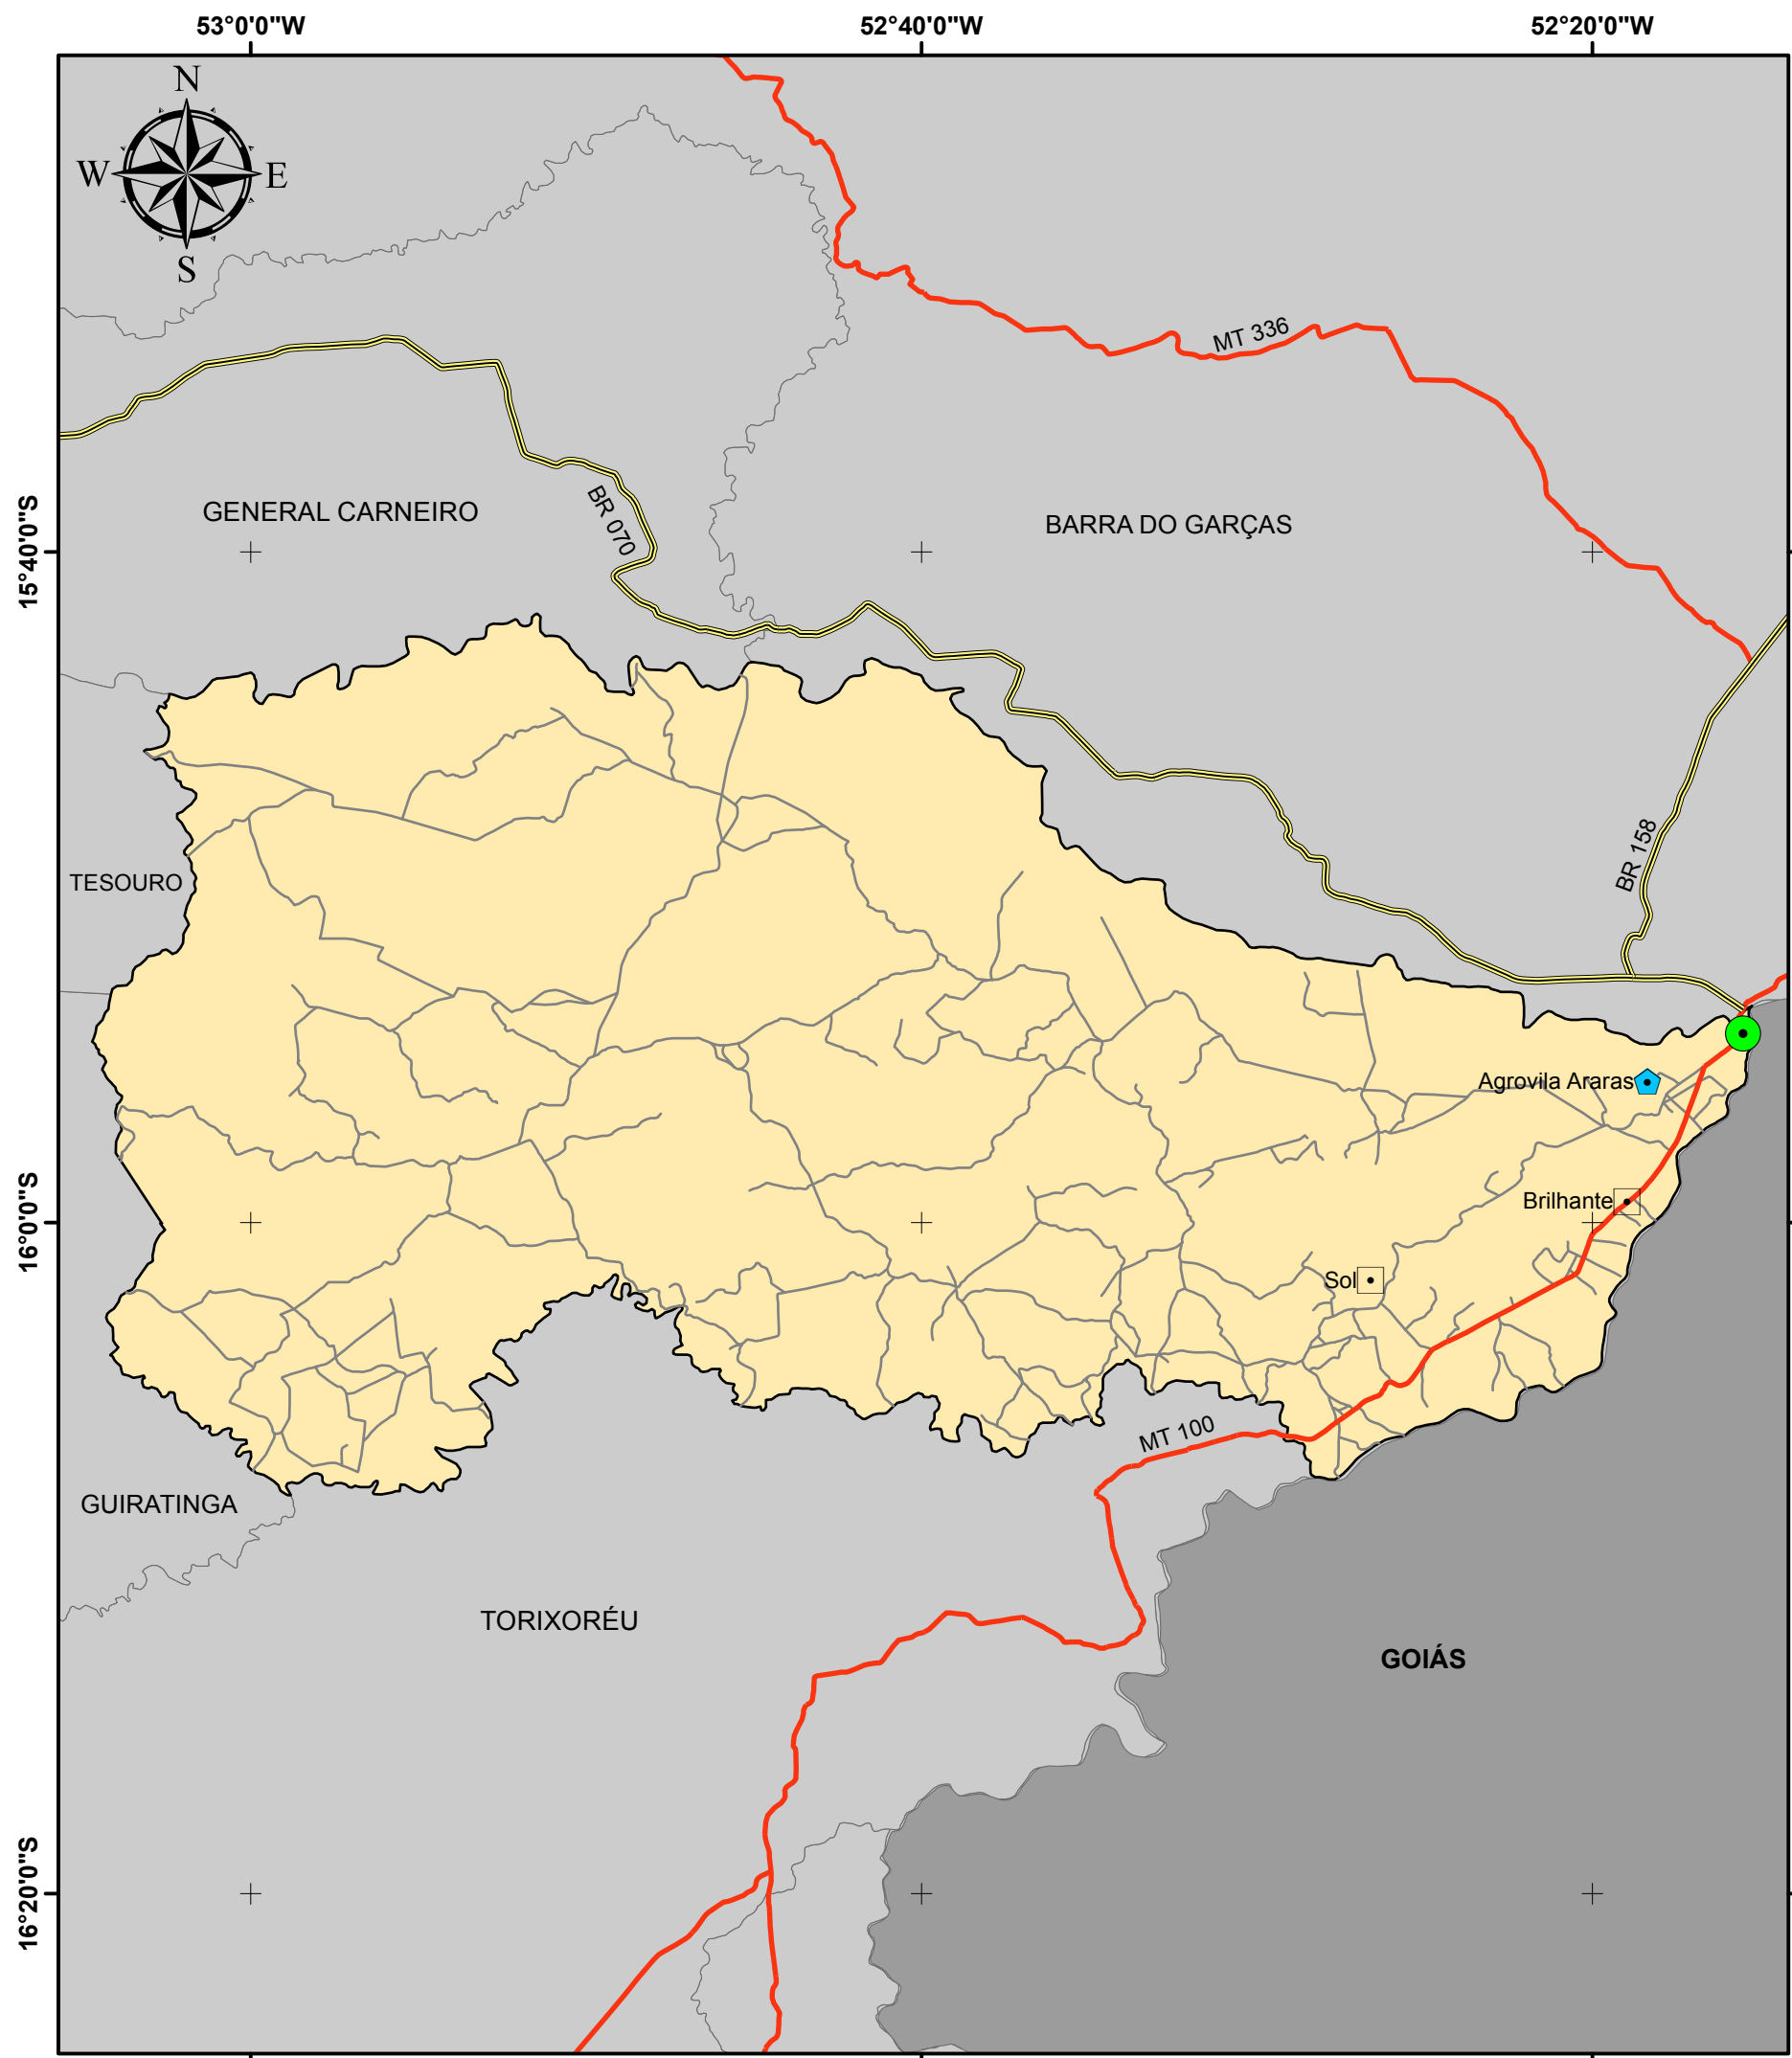 53°0'0"W
52°40'0"W
52°20'0"W
N
W
E
S
MT 336
15°40'0"S
GENERAL CARNEIRO
BR 070
BARRA DO GARÇAS
BR 158
TESOURO
Agrovila Araras
16°0'0"S
Brilhante
Sol
MT 100
GUIRATINGA
TORIXORÉU
GOIÁS
16°20'0"S